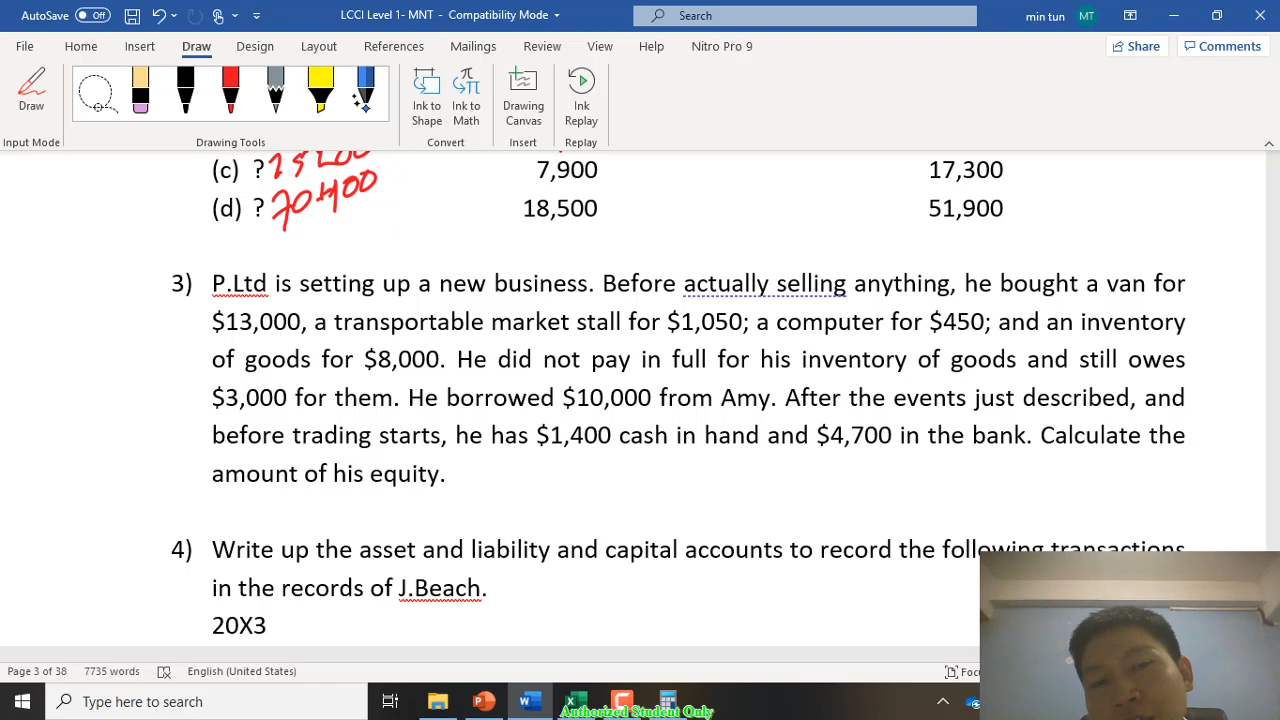 AutoSave Off LCCI Level 1- MNT - Compatibility Mode Search min tun MT
File Home Insert Draw Design Layout References Mailings Review View Help Nitro Pro 9 Share Comments
Draw Ink to Shape Ink to Math Drawing Canvas Ink Replay
Input Mode Drawing Tools Convert Insert Replay
(c) ? 7,900 17,300
(d) ? 70400 18,500 51,900
3) P.Ltd is setting up a new business. Before actually selling anything, he bought a van for
$13,000, a transportable market stall for $1,050; a computer for $450; and an inventory
of goods for $8,000. He did not pay in full for his inventory of goods and still owes
$3,000 for them. He borrowed $10,000 from Amy. After the events just described, and
before trading starts, he has $1,400 cash in hand and $4,700 in the bank. Calculate the
amount of his equity.
4) Write up the asset and liability and capital accounts to record the following transactions
in the records of J.Beach.
20X3
Page 3 of 38 7735 words English (United States) Focu
Type here to search
Authorized Student Only